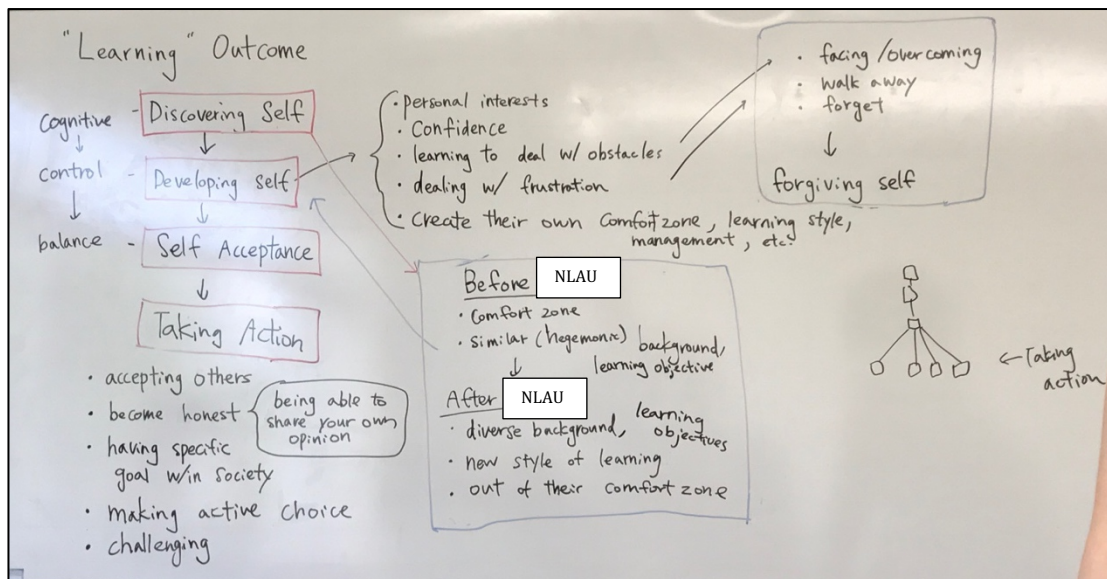 "Learning" Outcome
Cognitive
control
balance
- Discovering Self
- Developing self
- Self Acceptance
Taking Action
• accepting others
• become honest
being able to
share your own
opinion
• having specific
goal w/in society
• making active choice
• challenging
• personal interests
• Confidence
• learning to deal w/ obstacles
• dealing w/ frustration
• Create their own comfort zone, learning style,
management, etc.
• facing /overcoming
• walk away
• forget
forgiving self
Before NLAU
• comfort zone
• similar (hegemonic) background,
learning objective
After NLAU
• diverse background, learning
objectives
• new style of learning
• out of their comfort zone
← Taking
action